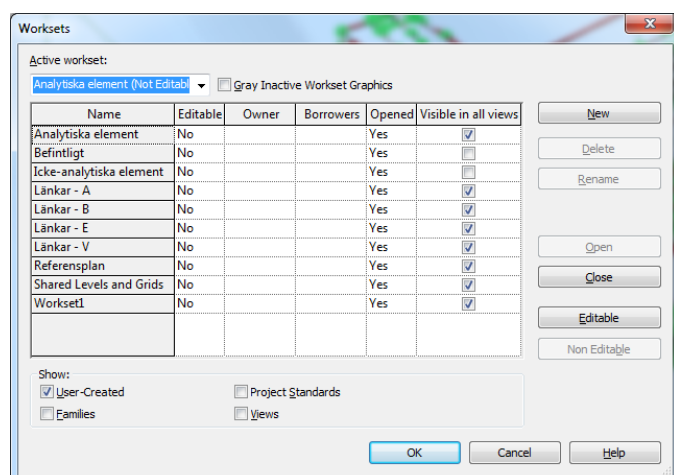 Worksets
Active workset:
Analytiska element (Not Editabl
Gray Inactive Workset Graphics
Name Editable Owner Borrowers Opened Visible in all views
Analytiska element No Yes
Befintligt No Yes
Icke-analytiska element No Yes
Länkar - A No Yes
Länkar - B No Yes
Länkar - E No Yes
Länkar - V No Yes
Referensplan No Yes
Shared Levels and Grids No Yes
Workset1 No Yes
New
Delete
Rename
Open
Close
Editable
Non Editable
Show:
User-Created Project Standards
Families Views
OK Cancel Help